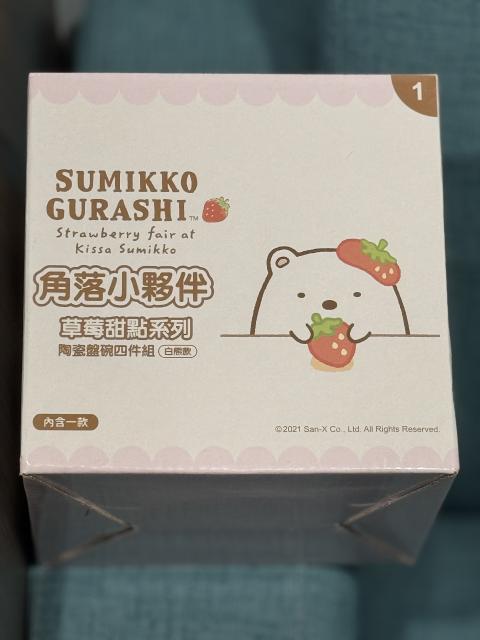 1
SUMIKKO
GURASHI™
Strawberry fair at
Kissa Sumikko
角落小夥伴
草莓甜點系列
陶瓷盤碗四件組 白熊款
內含一款
©2021 San-X Co., Ltd. All Rights Reserved.